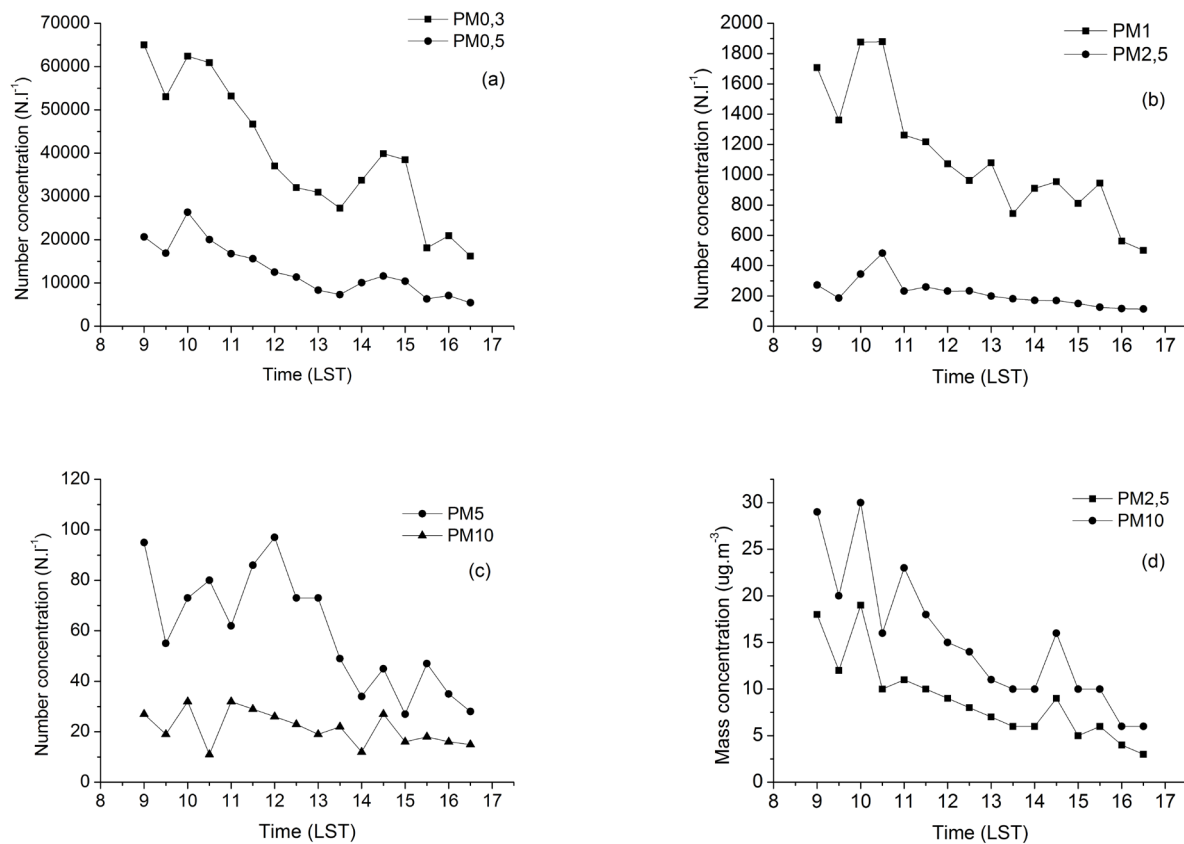 PM0,3
PM0,5
(a)
70000
60000
50000
40000
30000
20000
10000
0
Number concentration (N.l⁻¹)
8 9 10 11 12 13 14 15 16 17
Time (LST)
PM1
PM2,5
(b)
2000
1800
1600
1400
1200
1000
800
600
400
200
0
Number concentration (N.l⁻¹)
8 9 10 11 12 13 14 15 16 17
Time (LST)
PM5
PM10
(c)
120
100
80
60
40
20
0
Number concentration (N.l⁻¹)
8 9 10 11 12 13 14 15 16 17
Time (LST)
PM2,5
PM10
(d)
30
25
20
15
10
5
0
Mass concentration (ug.m⁻³)
8 9 10 11 12 13 14 15 16 17
Time (LST)